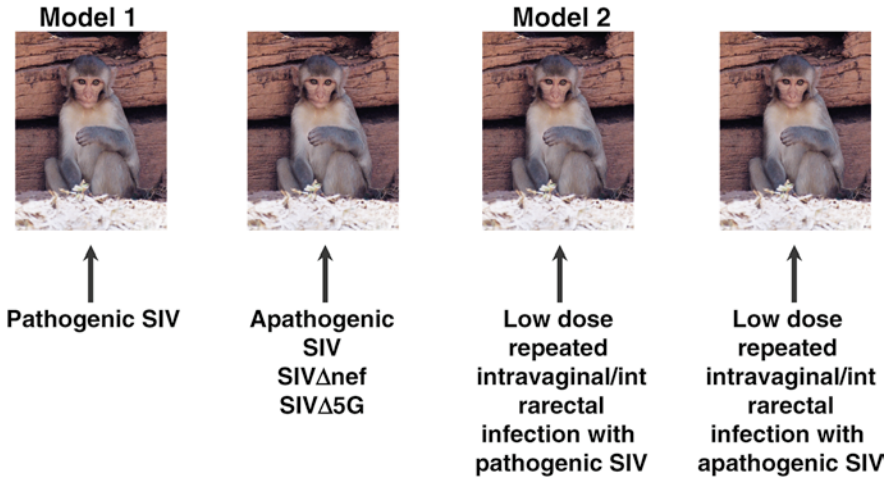 Model 1
Model 2
Pathogenic SIV
Apathogenic
SIV
SIVΔnef
SIVΔ5G
Low dose
repeated
intravaginal/int
rarectal
infection with
pathogenic SIV
Low dose
repeated
intravaginal/int
rarectal
infection with
apathogenic SIV